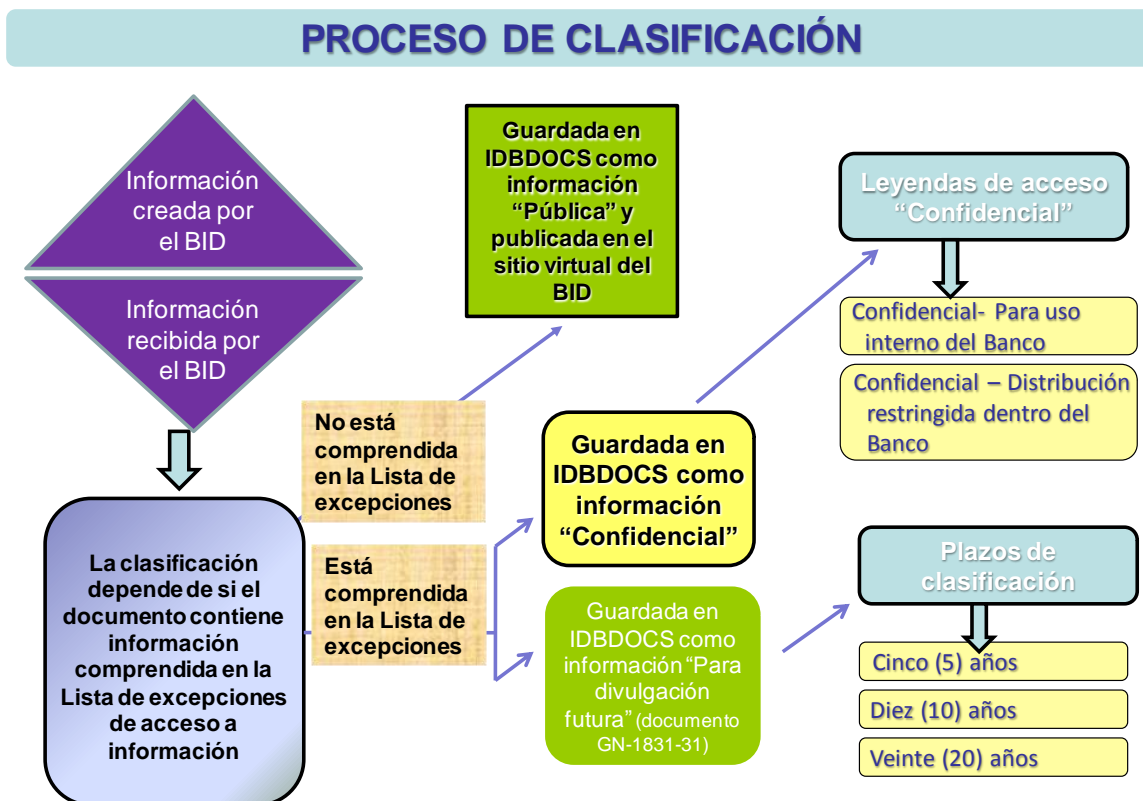 PROCESO DE CLASIFICACIÓN
Información
creada por
el BID
Información
recibida por
el BID
La clasificación
depende de si el
documento contiene
información
comprendida en la
Lista de excepciones
de acceso a
información
No está
comprendida
en la Lista de
excepciones
Está
comprendida
en la Lista de
excepciones
Guardada en
IDBDOCS como
información
“Pública” y
publicada en el
sitio virtual del
BID
Guardada en
IDBDOCS como
información
“Confidencial”
Guardada en
IDBDOCS como
información “Para
divulgación
futura” (documento
GN-1831-31)
Leyendas de acceso
“Confidencial”
Confidencial- Para uso
interno del Banco
Confidencial – Distribución
restringida dentro del
Banco
Plazos de
clasificación
Cinco (5) años
Diez (10) años
Veinte (20) años